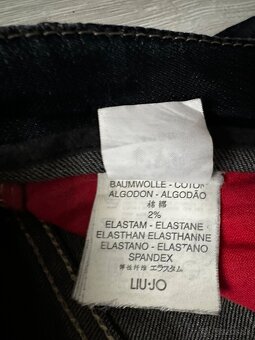 BAUMWOLLE - COTON
ALGODON - ALGODÃO
棉 綿
2%
ELASTAM - ELASTANE
ELASTHAN ELASTHANNE
ELASTANO - ELASTANO
SPANDEX
エラスタム
LIU·JO